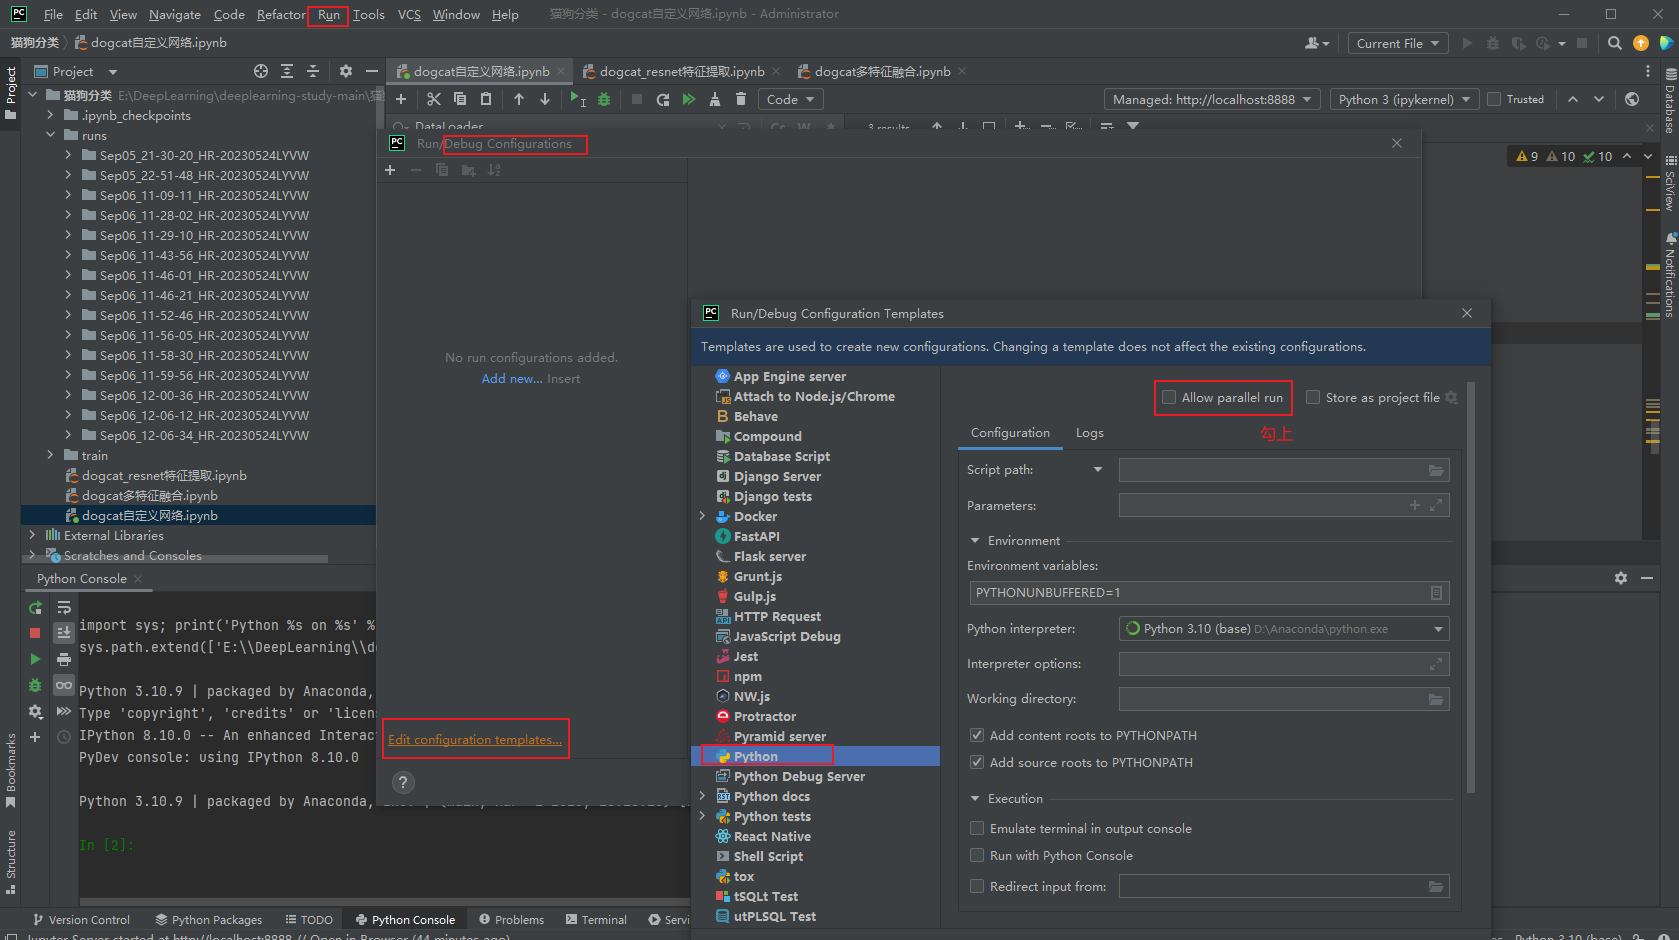 File Edit View Navigate Code Refactor Run Tools VCS Window Help 猫狗分类 - dogcat自定义网络.ipynb - Administrator
猫狗分类 dogcat自定义网络.ipynb
Current File
Project
dogcat自定义网络.ipynb
dogcat_resnet特征提取.ipynb
dogcat多特征融合.ipynb
Code
Managed: http://localhost:8888
Python 3 (ipykernel)
Trusted
DataLoader
Cc W
3 results
9 10 10
Project
Bookmarks
Structure
Database
SciView
Notifications
猫狗分类 E:\DeepLearning\deeplearning-study-main\猫
.ipynb_checkpoints
runs
Sep05_21-30-20_HR-20230524LYVW
Sep05_22-51-48_HR-20230524LYVW
Sep06_11-09-11_HR-20230524LYVW
Sep06_11-28-02_HR-20230524LYVW
Sep06_11-29-10_HR-20230524LYVW
Sep06_11-43-56_HR-20230524LYVW
Sep06_11-46-01_HR-20230524LYVW
Sep06_11-46-21_HR-20230524LYVW
Sep06_11-52-46_HR-20230524LYVW
Sep06_11-56-05_HR-20230524LYVW
Sep06_11-58-30_HR-20230524LYVW
Sep06_11-59-56_HR-20230524LYVW
Sep06_12-00-36_HR-20230524LYVW
Sep06_12-06-12_HR-20230524LYVW
Sep06_12-06-34_HR-20230524LYVW
train
dogcat_resnet特征提取.ipynb
dogcat多特征融合.ipynb
dogcat自定义网络.ipynb
External Libraries
Scratches and Consoles
Run/Debug Configurations
No run configurations added.
Add new... Insert
Edit configuration templates...
?
Run/Debug Configuration Templates
Templates are used to create new configurations. Changing a template does not affect the existing configurations.
App Engine server
Attach to Node.js/Chrome
Behave
Compound
Database Script
Django Server
Django tests
Docker
FastAPI
Flask server
Grunt.js
Gulp.js
HTTP Request
JavaScript Debug
Jest
npm
NW.js
Protractor
Pyramid server
Python
Python Debug Server
Python docs
Python tests
React Native
Shell Script
tox
tSQLt Test
utPLSQL Test
Allow parallel run
Store as project file
勾上
Configuration
Logs
Script path:
Parameters:
Environment
Environment variables:
PYTHONUNBUFFERED=1
Python interpreter: Python 3.10 (base) D:\Anaconda\python.exe
Interpreter options:
Working directory:
Add content roots to PYTHONPATH
Add source roots to PYTHONPATH
Execution
Emulate terminal in output console
Run with Python Console
Redirect input from:
Python Console
import sys; print('Python %s on %s' %
sys.path.extend(['E:\\DeepLearning\\d
Python 3.10.9 | packaged by Anaconda,
Type 'copyright', 'credits' or 'licen
IPython 8.10.0 -- An enhanced Interac
PyDev console: using IPython 8.10.0
Python 3.10.9 | packaged by Anaconda,
In [2]:
Version Control
Python Packages
TODO
Python Console
Problems
Terminal
Servi
Jupyter Server started at http://localhost:8888 // Open in Browser (44 minutes ago)
Python 3.10 (base)